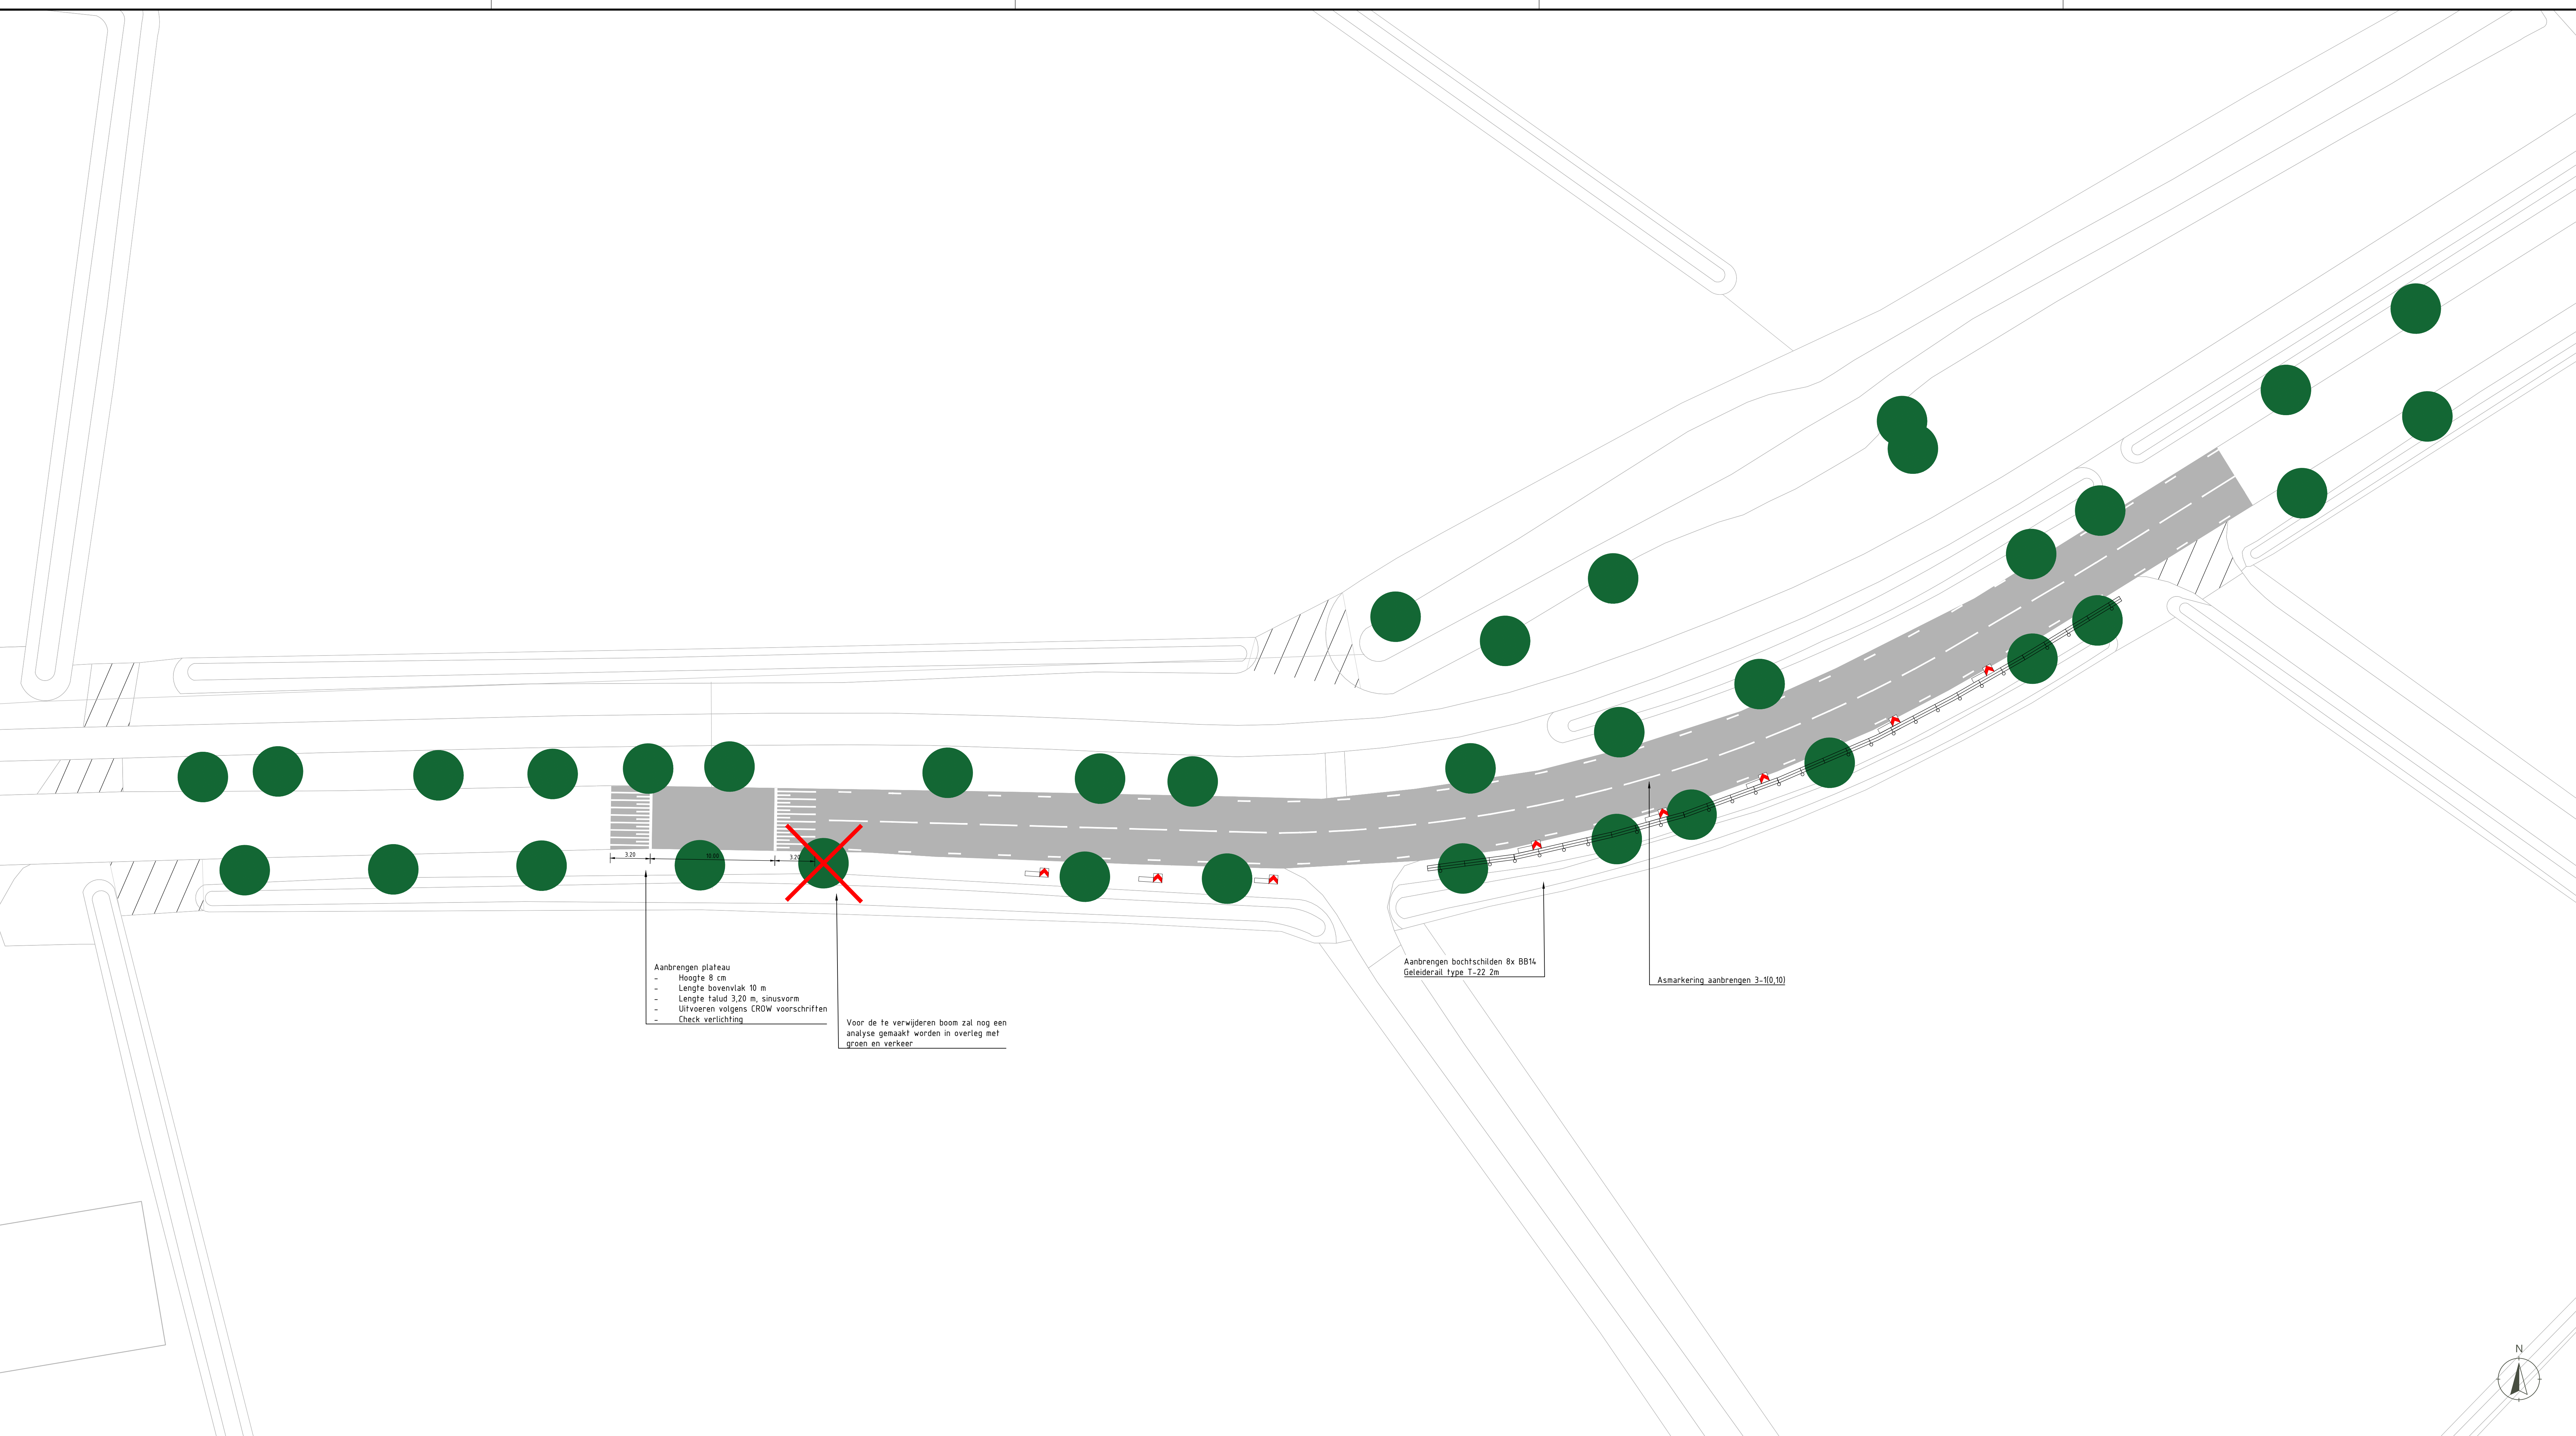 3.20
10.00
3.20
Aanbrengen plateau
- Hoogte 8 cm
- Lengte bovenvlak 10 m
- Lengte talud 3,20 m, sinusvorm
- Uitvoeren volgens CROW voorschriften
- Check verlichting
Voor de te verwijderen boom zal nog een
analyse gemaakt worden in overleg met
groen en verkeer
Aanbrengen bochtschilden 8x BB14
Geleiderail type T-22 2m
Asmarkering aanbrengen 3-1(0,10)
N